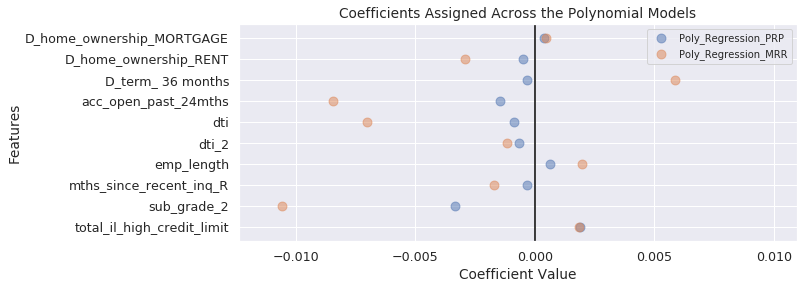 Coefficients Assigned Across the Polynomial Models
Poly_Regression_PRP
Poly_Regression_MRR
Features
D_home_ownership_MORTGAGE
D_home_ownership_RENT
D_term_ 36 months
acc_open_past_24mths
dti
dti_2
emp_length
mths_since_recent_inq_R
sub_grade_2
total_il_high_credit_limit
−0.010 −0.005 0.000 0.005 0.010
Coefficient Value